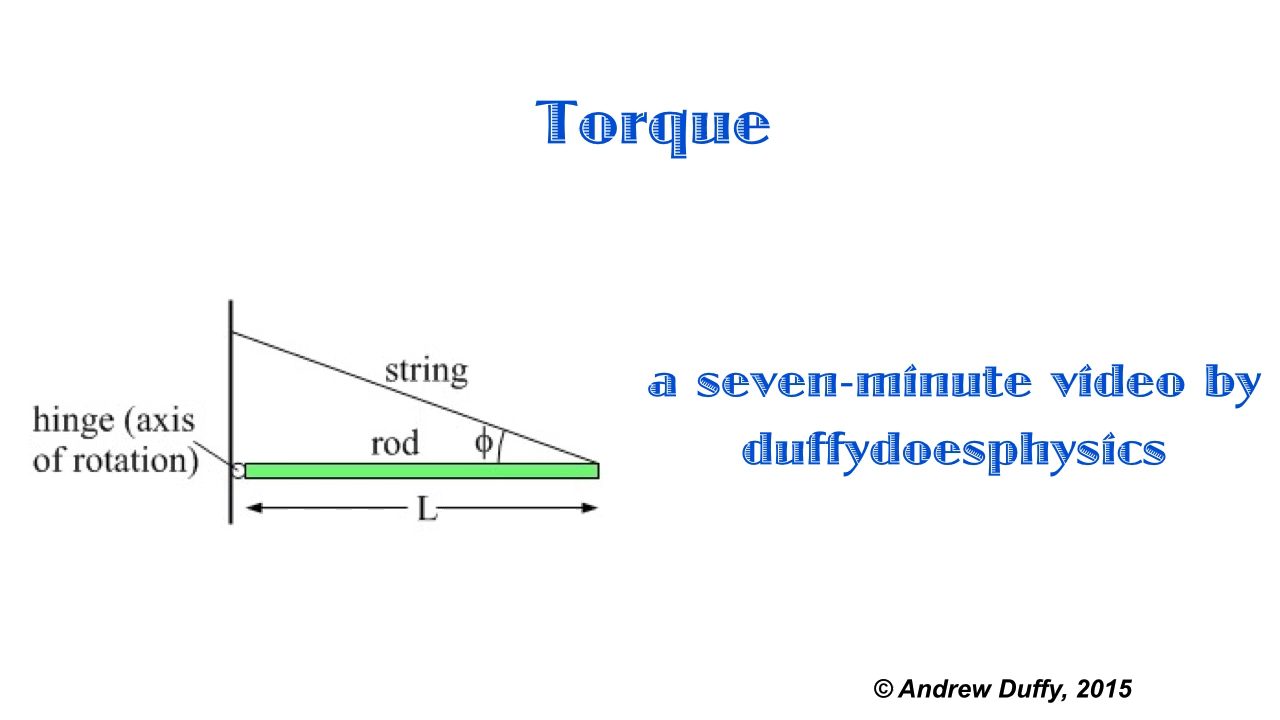 Torque
string
hinge (axis
of rotation)
rod
ϕ
L
a seven-minute video by
duffydoesphysics
© Andrew Duffy, 2015